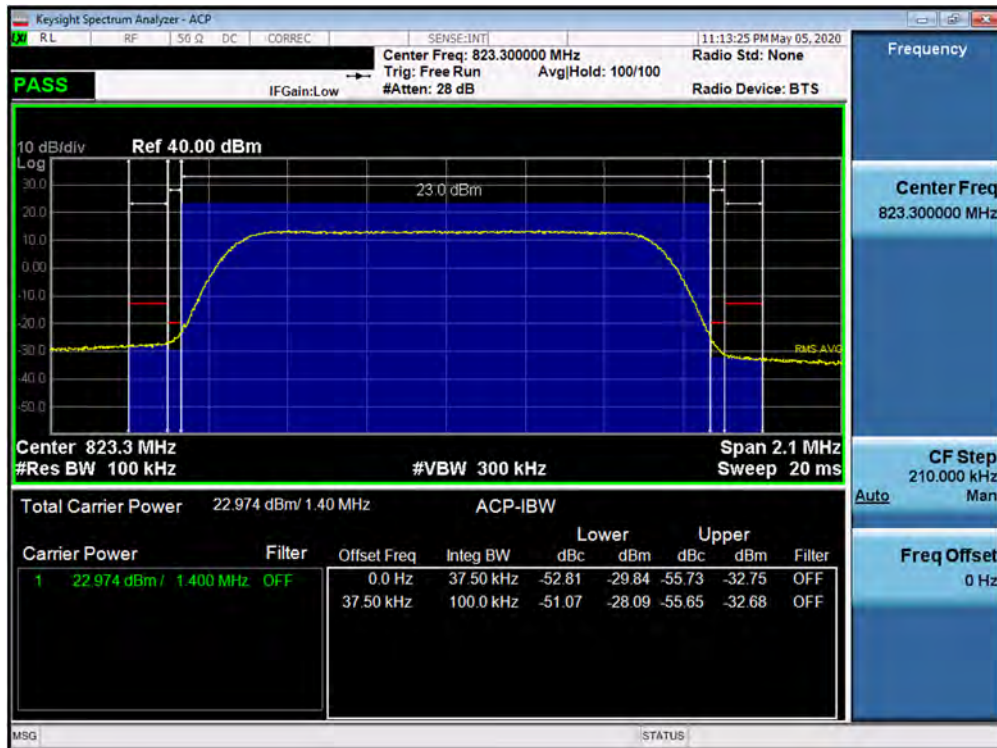 Keysight Spectrum Analyzer - ACP
LXI RL RF 50 Ω DC CORREC SENSE:INT 11:13:25 PM May 05, 2020
Center Freq: 823.300000 MHz Radio Std: None
Trig: Free Run Avg|Hold: 100/100
PASS IFGain:Low #Atten: 28 dB Radio Device: BTS
Frequency
10 dB/div Ref 40.00 dBm
Log
30.0
23.0 dBm
20.0
10.0
0.00
-10.0
-20.0
-30.0
RMS AVG
-40.0
-50.0
Center 823.3 MHz Span 2.1 MHz
#Res BW 100 kHz #VBW 300 kHz Sweep 20 ms
Center Freq
823.300000 MHz
CF Step
210.000 kHz
Auto Man
Freq Offset
0 Hz
Total Carrier Power 22.974 dBm/ 1.40 MHz ACP-IBW
Lower Upper
Carrier Power Filter Offset Freq Integ BW dBc dBm dBc dBm Filter
1 22.974 dBm / 1.400 MHz OFF 0.0 Hz 37.50 kHz -52.81 -29.84 -55.73 -32.75 OFF
37.50 kHz 100.0 kHz -51.07 -28.09 -55.65 -32.68 OFF
MSG STATUS